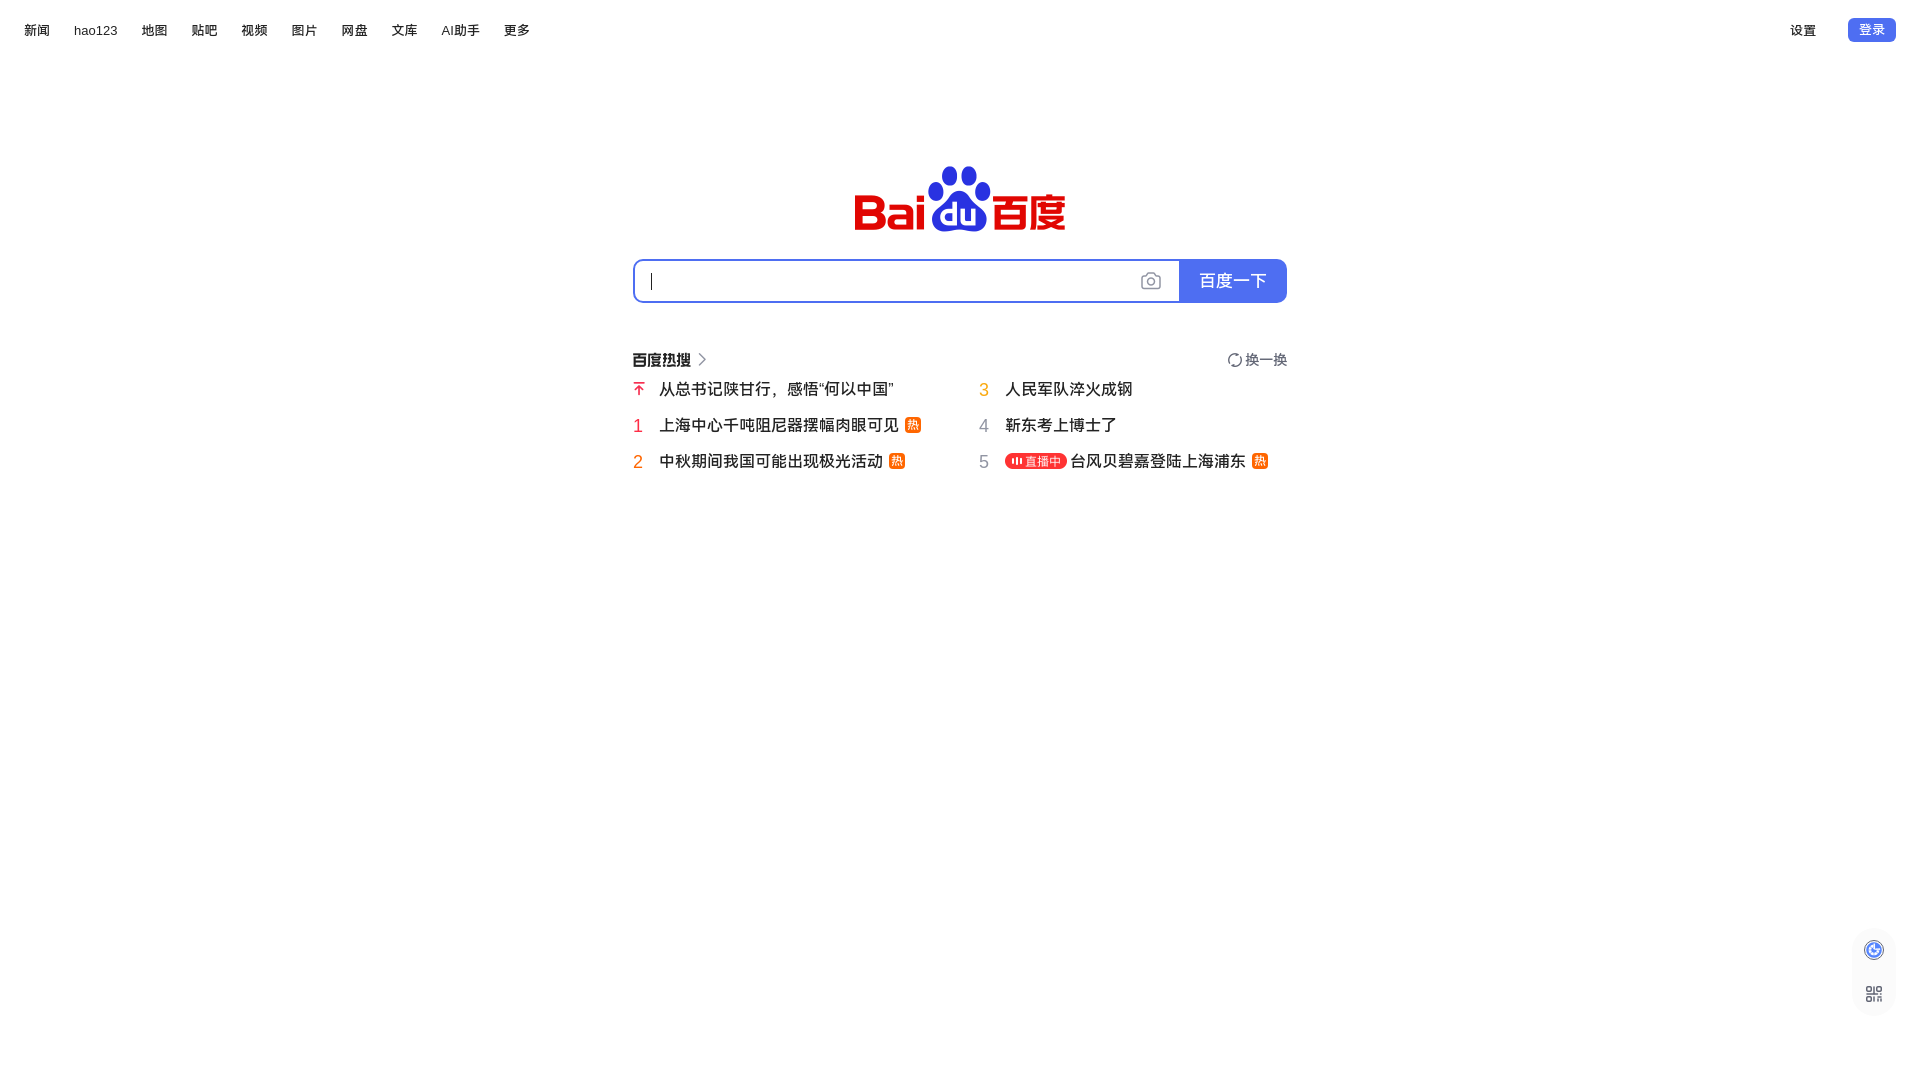 新闻 hao123 地图 贴吧 视频 图片 网盘 文库 AI助手 更多 设置 登录
Bai du 百度
百度一下
百度热搜 换一换
从总书记陕甘行，感悟“何以中国”
1 上海中心千吨阻尼器摆幅肉眼可见 热
2 中秋期间我国可能出现极光活动 热
3 人民军队淬火成钢
4 靳东考上博士了
5 直播中 台风贝碧嘉登陆上海浦东 热